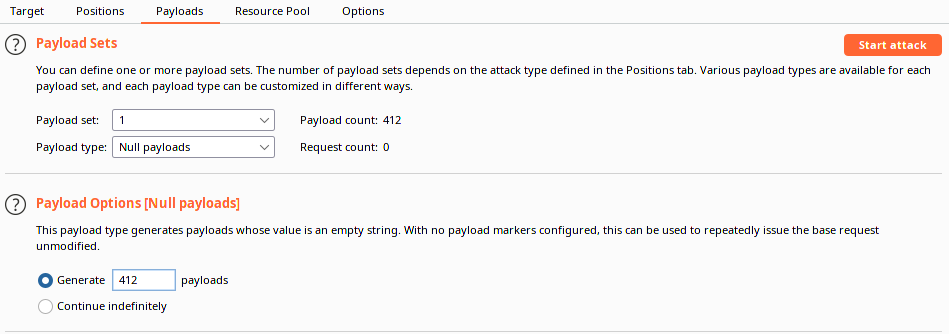 Target Positions Payloads Resource Pool Options
? Payload Sets Start attack
You can define one or more payload sets. The number of payload sets depends on the attack type defined in the Positions tab. Various payload types are available for each
payload set, and each payload type can be customized in different ways.
Payload set: 1 Payload count: 412
Payload type: Null payloads Request count: 0
? Payload Options [Null payloads]
This payload type generates payloads whose value is an empty string. With no payload markers configured, this can be used to repeatedly issue the base request
unmodified.
Generate 412 payloads
Continue indefinitely